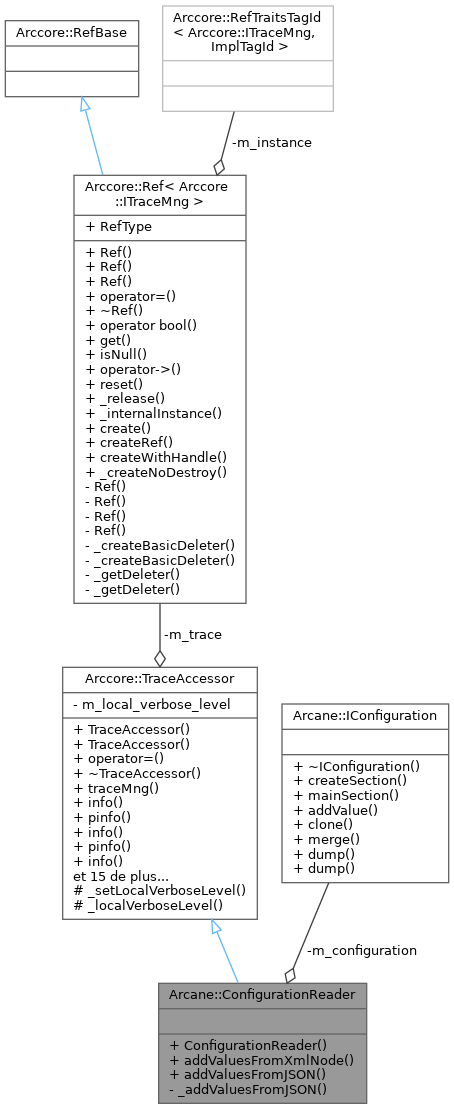 Arccore::RefBase
Arccore::RefTraitsTagId
< Arccore::ITraceMng,
ImplTagId >
-m_instance
Arccore::Ref< Arccore
::ITraceMng >
+ RefType
+ Ref()
+ Ref()
+ Ref()
+ operator=()
+ ~Ref()
+ operator bool()
+ get()
+ isNull()
+ operator->()
+ reset()
+ _release()
+ _internalInstance()
+ create()
+ createRef()
+ createWithHandle()
+ _createNoDestroy()
- Ref()
- Ref()
- Ref()
- Ref()
- _createBasicDeleter()
- _createBasicDeleter()
- _getDeleter()
- _getDeleter()
-m_trace
Arccore::TraceAccessor
- m_local_verbose_level
+ TraceAccessor()
+ TraceAccessor()
+ operator=()
+ ~TraceAccessor()
+ traceMng()
+ info()
+ pinfo()
+ info()
+ pinfo()
+ info()
et 15 de plus...
# _setLocalVerboseLevel()
# _localVerboseLevel()
Arcane::IConfiguration
+ ~IConfiguration()
+ createSection()
+ mainSection()
+ addValue()
+ clone()
+ merge()
+ dump()
+ dump()
-m_configuration
Arcane::ConfigurationReader
+ ConfigurationReader()
+ addValuesFromXmlNode()
+ addValuesFromJSON()
- _addValuesFromJSON()